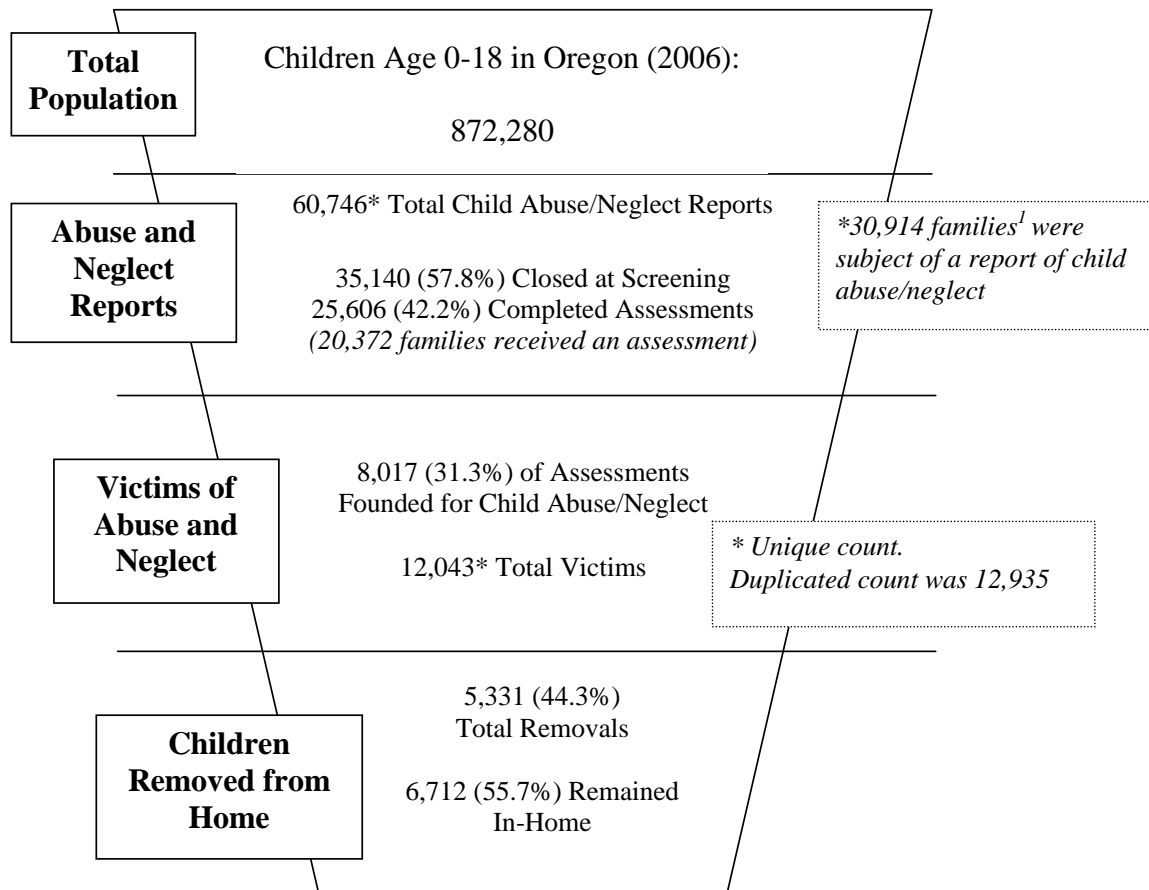 Total
Population
Children Age 0-18 in Oregon (2006):
872,280
Abuse and
Neglect
Reports
60,746* Total Child Abuse/Neglect Reports
35,140 (57.8%) Closed at Screening
25,606 (42.2%) Completed Assessments
(20,372 families received an assessment)
*30,914 families¹ were
subject of a report of child
abuse/neglect
Victims of
Abuse and
Neglect
8,017 (31.3%) of Assessments
Founded for Child Abuse/Neglect
12,043* Total Victims
* Unique count.
Duplicated count was 12,935
Children
Removed from
Home
5,331 (44.3%)
Total Removals
6,712 (55.7%) Remained
In-Home